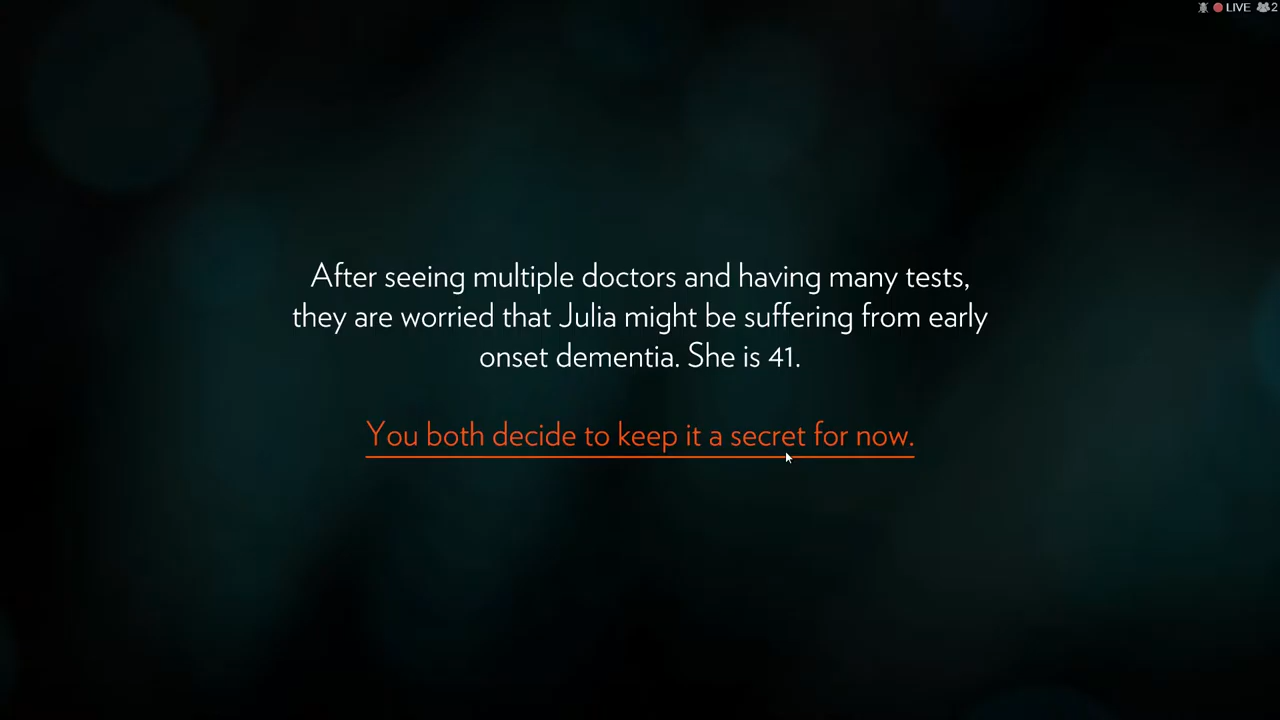 LIVE 2
After seeing multiple doctors and having many tests,
they are worried that Julia might be suffering from early
onset dementia. She is 41.
You both decide to keep it a secret for now.